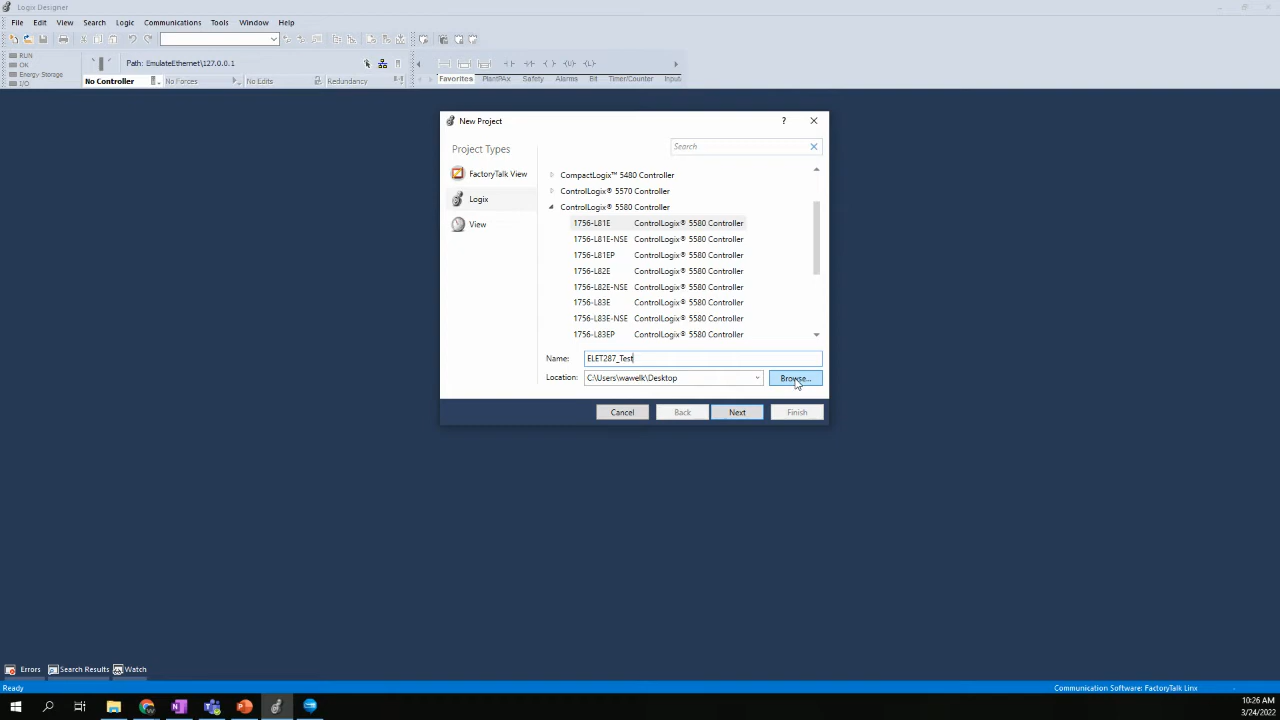 Logix Designer
File Edit View Search Logic Communications Tools Window Help
RUN
OK
Energy Storage
I/O
Path: EmulateEthernet\127.0.0.1
No Controller No Forces No Edits Redundancy
Favorites PlantPAx Safety Alarms Bit Timer/Counter Input
New Project
?
Project Types
Search
FactoryTalk View
Logix
View
CompactLogix™ 5480 Controller
ControlLogix® 5570 Controller
ControlLogix® 5580 Controller
1756-L81E ControlLogix® 5580 Controller
1756-L81E-NSE ControlLogix® 5580 Controller
1756-L81EP ControlLogix® 5580 Controller
1756-L82E ControlLogix® 5580 Controller
1756-L82E-NSE ControlLogix® 5580 Controller
1756-L83E ControlLogix® 5580 Controller
1756-L83E-NSE ControlLogix® 5580 Controller
1756-L83EP ControlLogix® 5580 Controller
Name: ELET287_Test
Location: C:\Users\wawelk\Desktop Browse...
Cancel Back Next Finish
Errors Search Results Watch
Ready Communication Software: FactoryTalk Linx
10:26 AM
3/24/2022